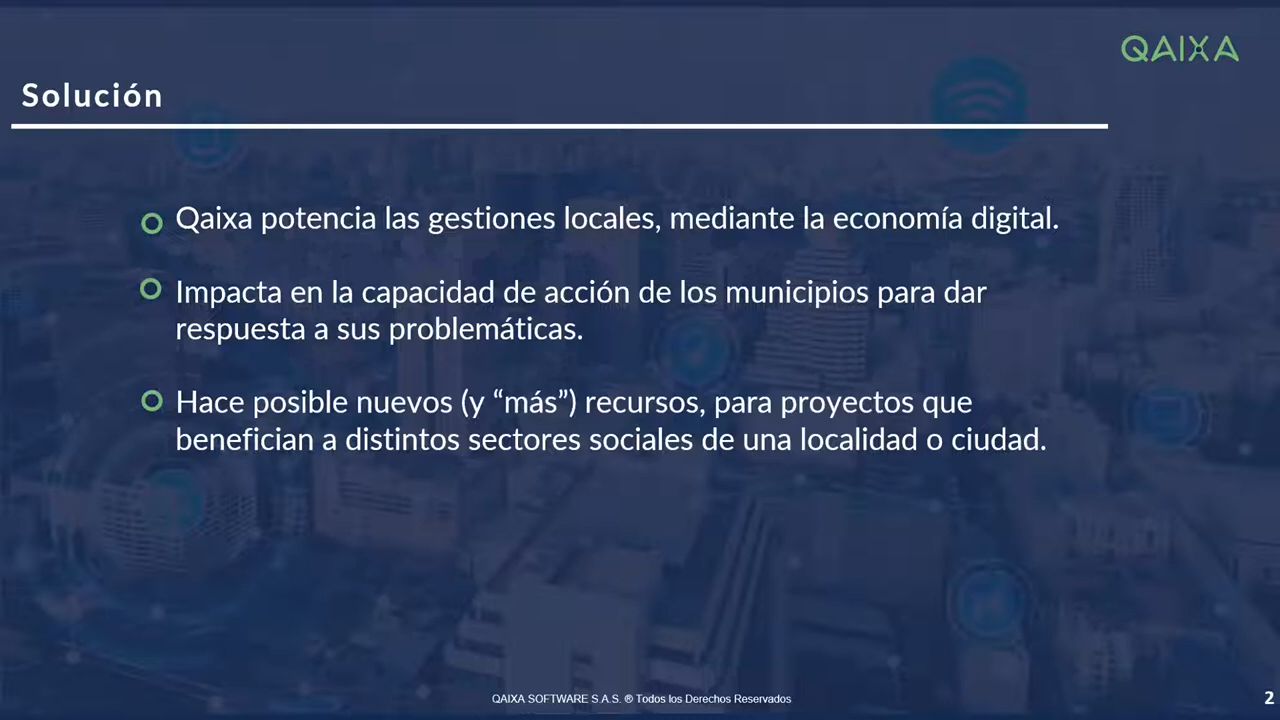 QAIXA
Solución
Qaixa potencia las gestiones locales, mediante la economía digital.
Impacta en la capacidad de acción de los municipios para dar
respuesta a sus problemáticas.
Hace posible nuevos (y “más”) recursos, para proyectos que
benefician a distintos sectores sociales de una localidad o ciudad.
QAIXA SOFTWARE S.A.S. ® Todos los Derechos Reservados
2